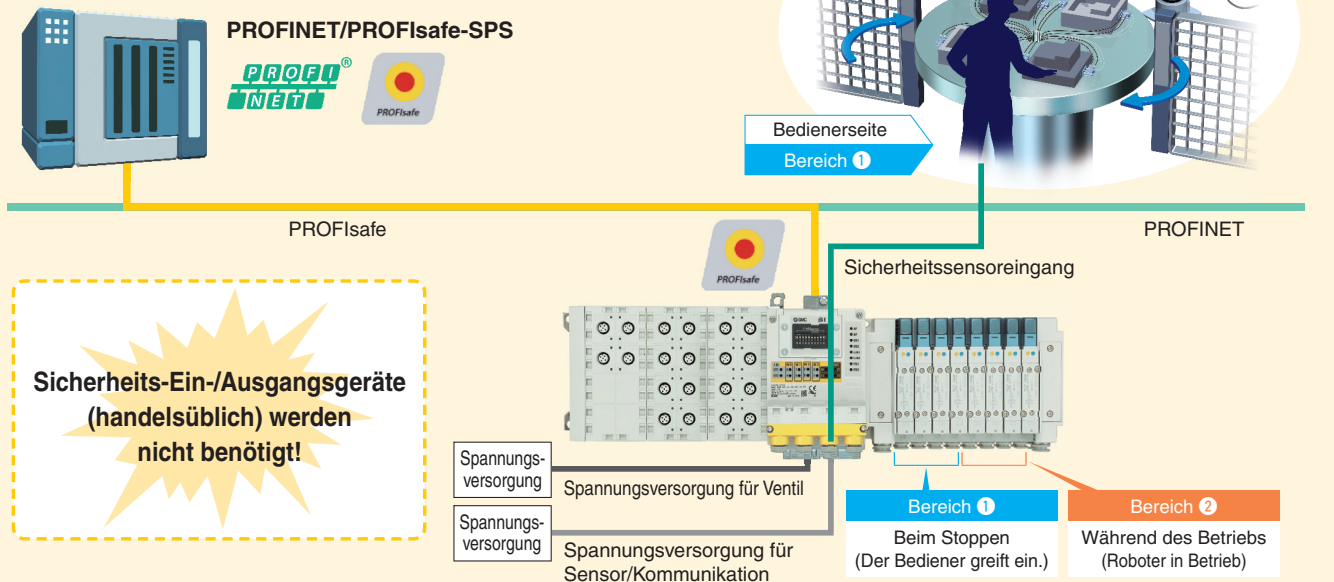 PROFINET/PROFIsafe-SPS
PROFI
NET®
PROFIsafe
Bedienerseite
Bereich ❶
PROFIsafe
PROFINET
PROFIsafe
Sicherheitssensoreingang
Sicherheits-Ein-/Ausgangsgeräte
(handelsüblich) werden
nicht benötigt!
SMC
Spannungs-
versorgung
Spannungsversorgung für Ventil
Spannungs-
versorgung
Spannungsversorgung für
Sensor/Kommunikation
Bereich ❶
Beim Stoppen
(Der Bediener greift ein.)
Bereich ❷
Während des Betriebs
(Roboter in Betrieb)